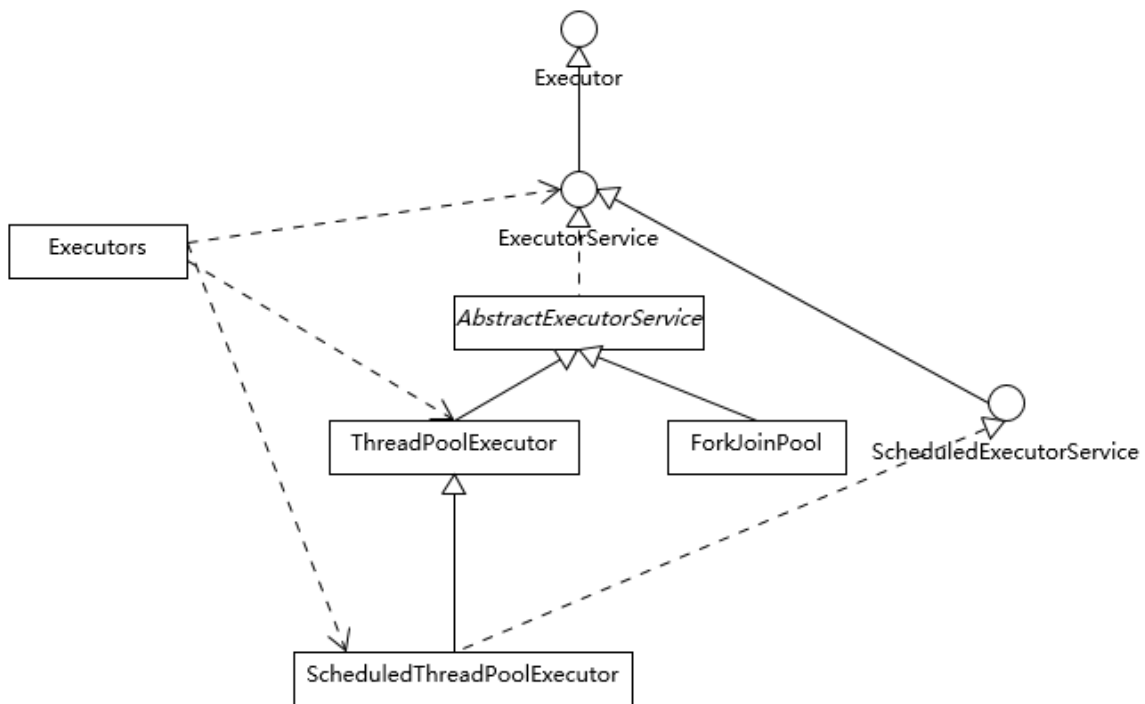 Executor
ExecutorService
Executors
AbstractExecutorService
ThreadPoolExecutor
ForkJoinPool
ScheduledExecutorService
ScheduledThreadPoolExecutor